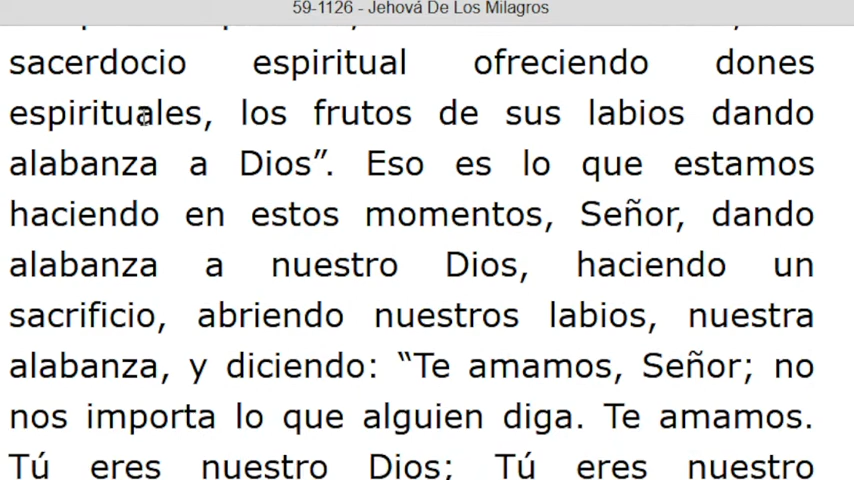 59-1126 - Jehová De Los Milagros
sacerdocio espiritual ofreciendo dones
espirituales, los frutos de sus labios dando
alabanza a Dios”. Eso es lo que estamos
haciendo en estos momentos, Señor, dando
alabanza a nuestro Dios, haciendo un
sacrificio, abriendo nuestros labios, nuestra
alabanza, y diciendo: “Te amamos, Señor; no
nos importa lo que alguien diga. Te amamos.
Tú eres nuestro Dios; Tú eres nuestro